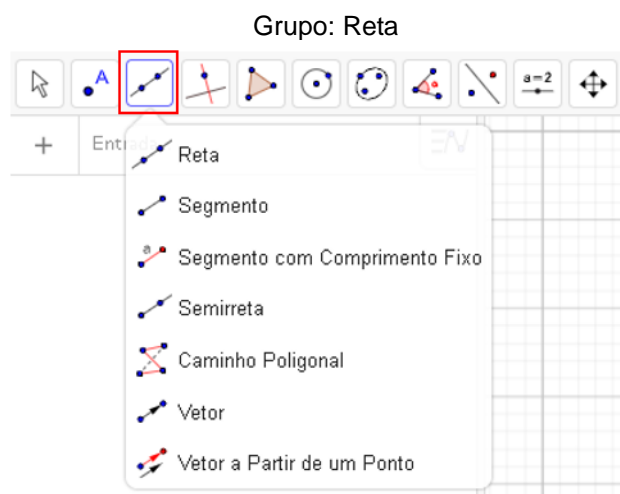 Grupo: Reta
A
a=2
Entrada
Reta
Segmento
a
Segmento com Comprimento Fixo
Semirreta
Caminho Poligonal
Vetor
Vetor a Partir de um Ponto